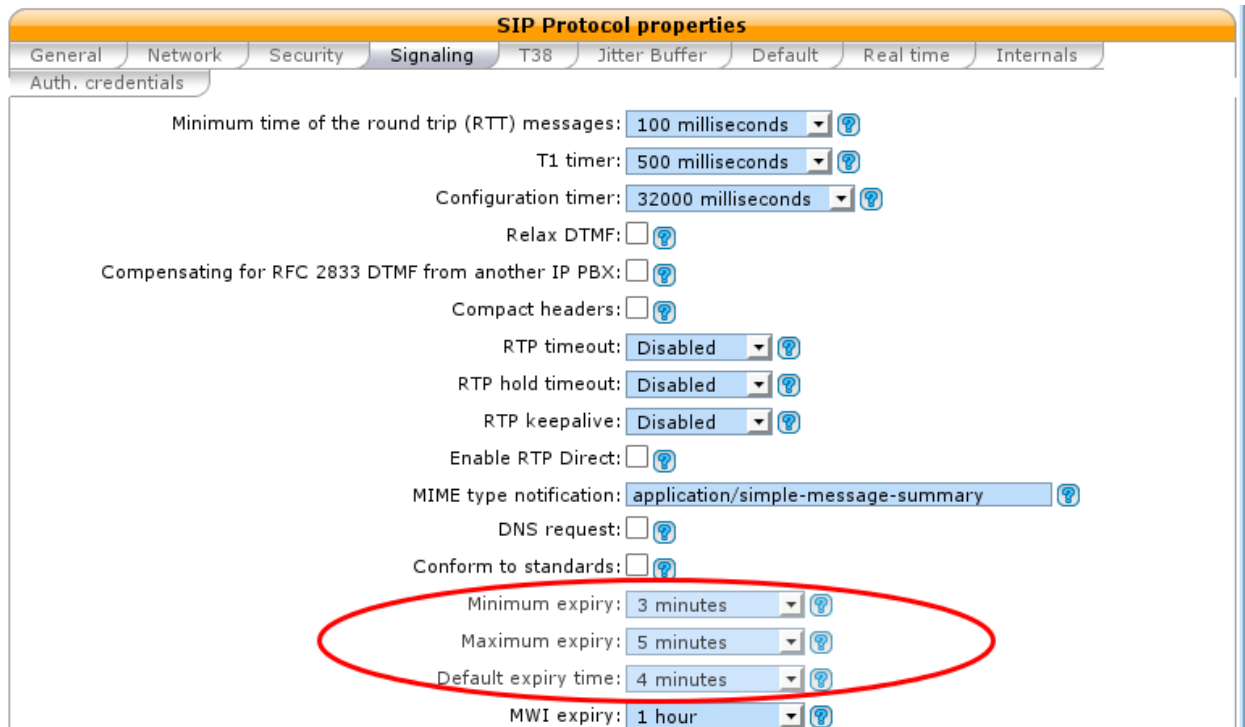 SIP Protocol properties
General Network Security Signaling T38 Jitter Buffer Default Real time Internals
Auth. credentials
Minimum time of the round trip (RTT) messages: 100 milliseconds ?
T1 timer: 500 milliseconds ?
Configuration timer: 32000 milliseconds ?
Relax DTMF: ?
Compensating for RFC 2833 DTMF from another IP PBX: ?
Compact headers: ?
RTP timeout: Disabled ?
RTP hold timeout: Disabled ?
RTP keepalive: Disabled ?
Enable RTP Direct: ?
MIME type notification: application/simple-message-summary ?
DNS request: ?
Conform to standards: ?
Minimum expiry: 3 minutes ?
Maximum expiry: 5 minutes ?
Default expiry time: 4 minutes ?
MWI expiry: 1 hour ?